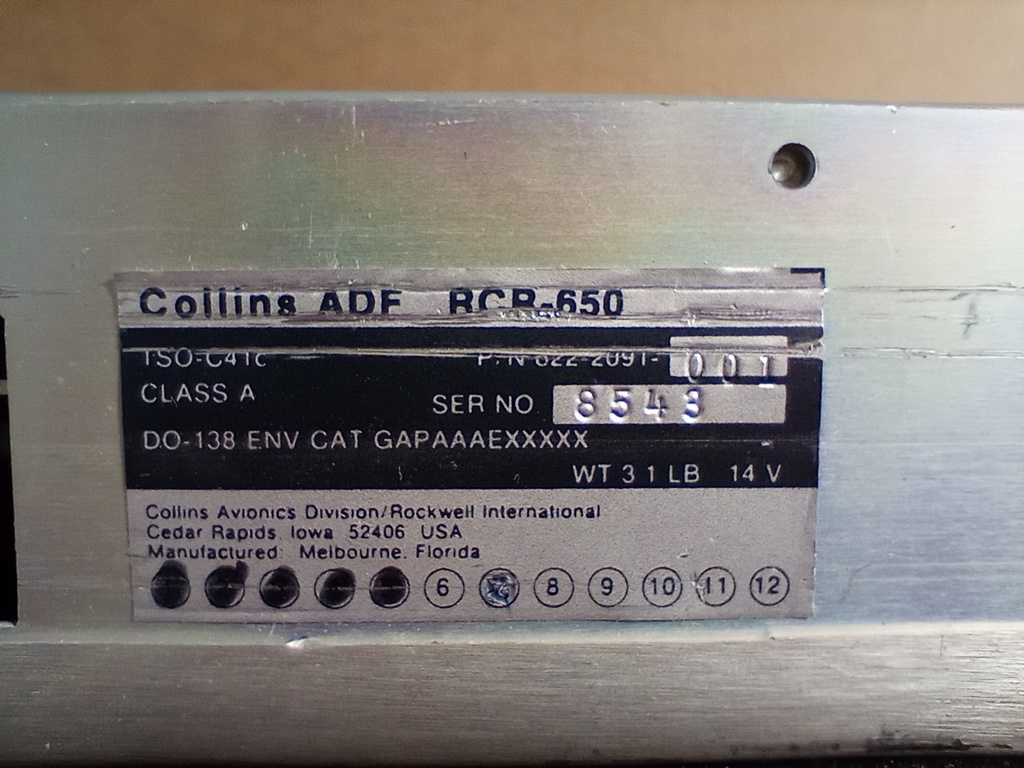 Collins ADF RCR-650
TSO-C41c P/N 622-2091- 001
CLASS A
SER NO 8543
DO-138 ENV CAT GAPAAAEXXXXX
WT 3.1 LB 14 V
Collins Avionics Division/Rockwell International
Cedar Rapids, Iowa 52406 USA
Manufactured: Melbourne, Florida
6 8 9 10 11 12